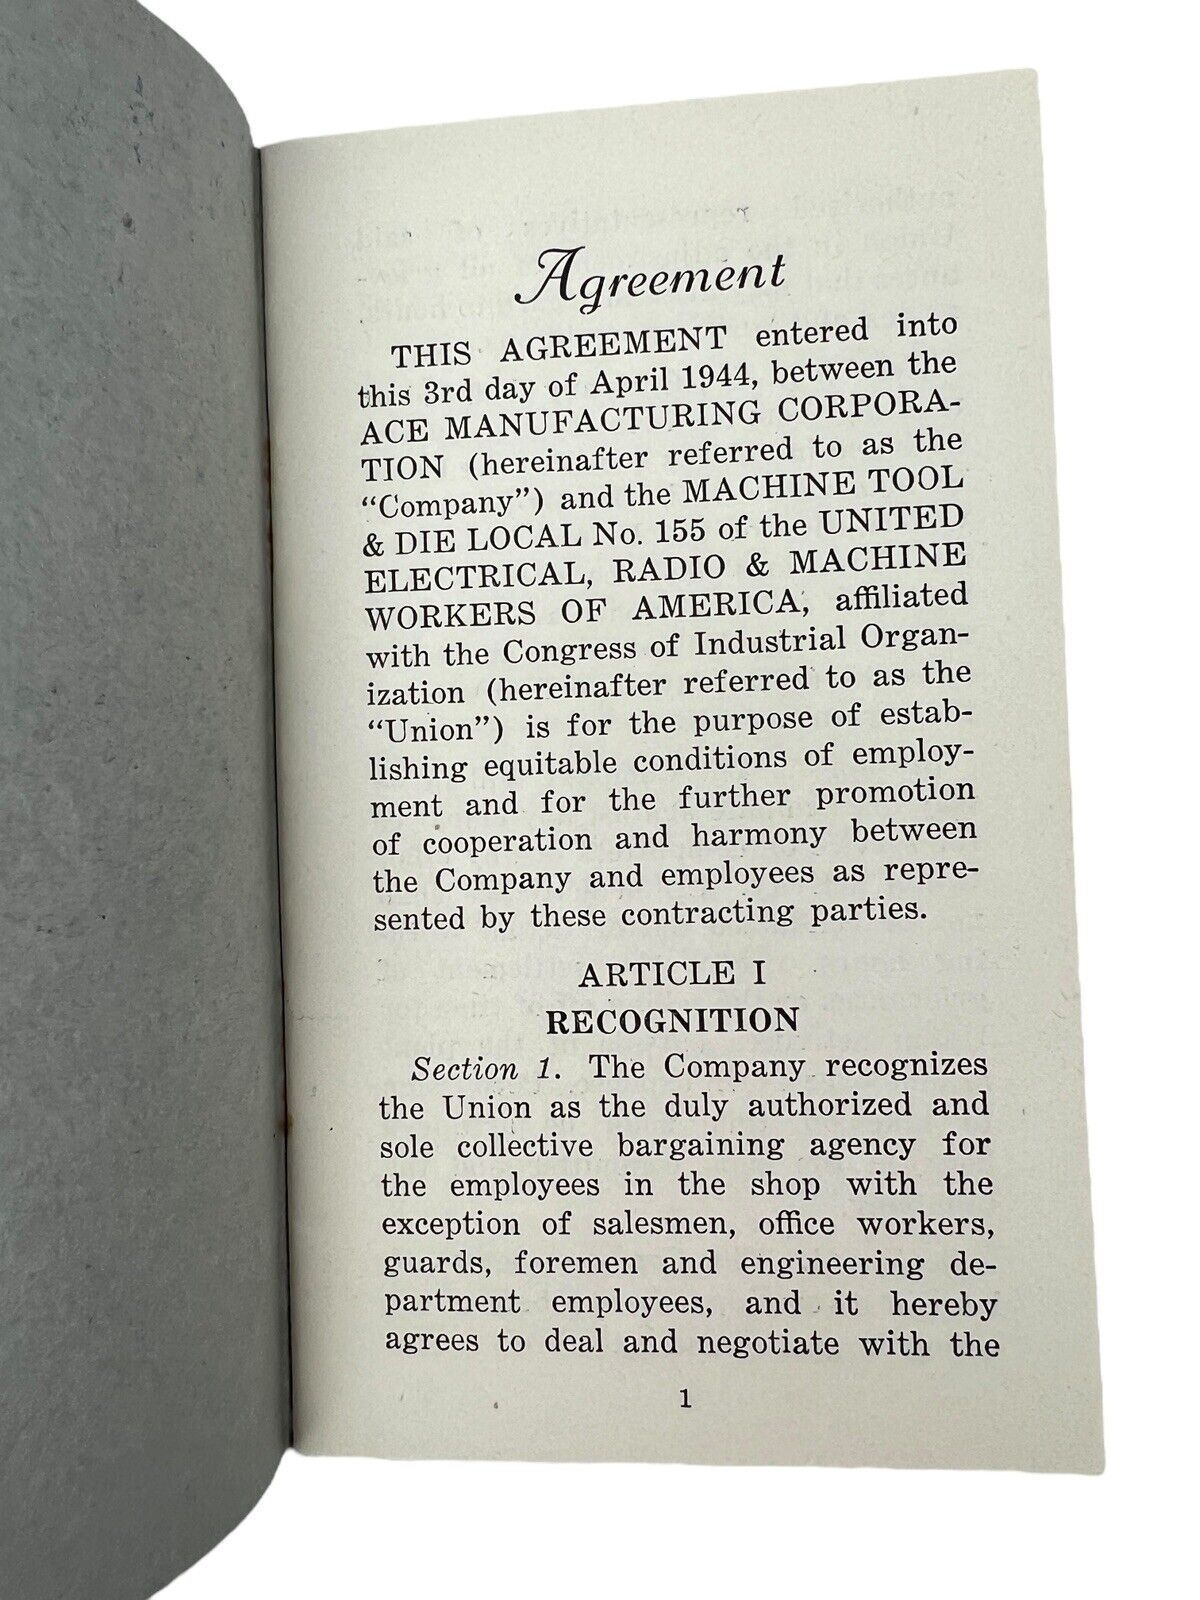 Agreement
THIS AGREEMENT entered into
this 3rd day of April 1944, between the
ACE MANUFACTURING CORPORA-
TION (hereinafter referred to as the
“Company”) and the MACHINE TOOL
& DIE LOCAL No. 155 of the UNITED
ELECTRICAL, RADIO & MACHINE
WORKERS OF AMERICA, affiliated
with the Congress of Industrial Organ-
ization (hereinafter referred to as the
“Union”) is for the purpose of estab-
lishing equitable conditions of employ-
ment and for the further promotion
of cooperation and harmony between
the Company and employees as repre-
sented by these contracting parties.
ARTICLE I
RECOGNITION
Section 1. The Company recognizes
the Union as the duly authorized and
sole collective bargaining agency for
the employees in the shop with the
exception of salesmen, office workers,
guards, foremen and engineering de-
partment employees, and it hereby
agrees to deal and negotiate with the
1